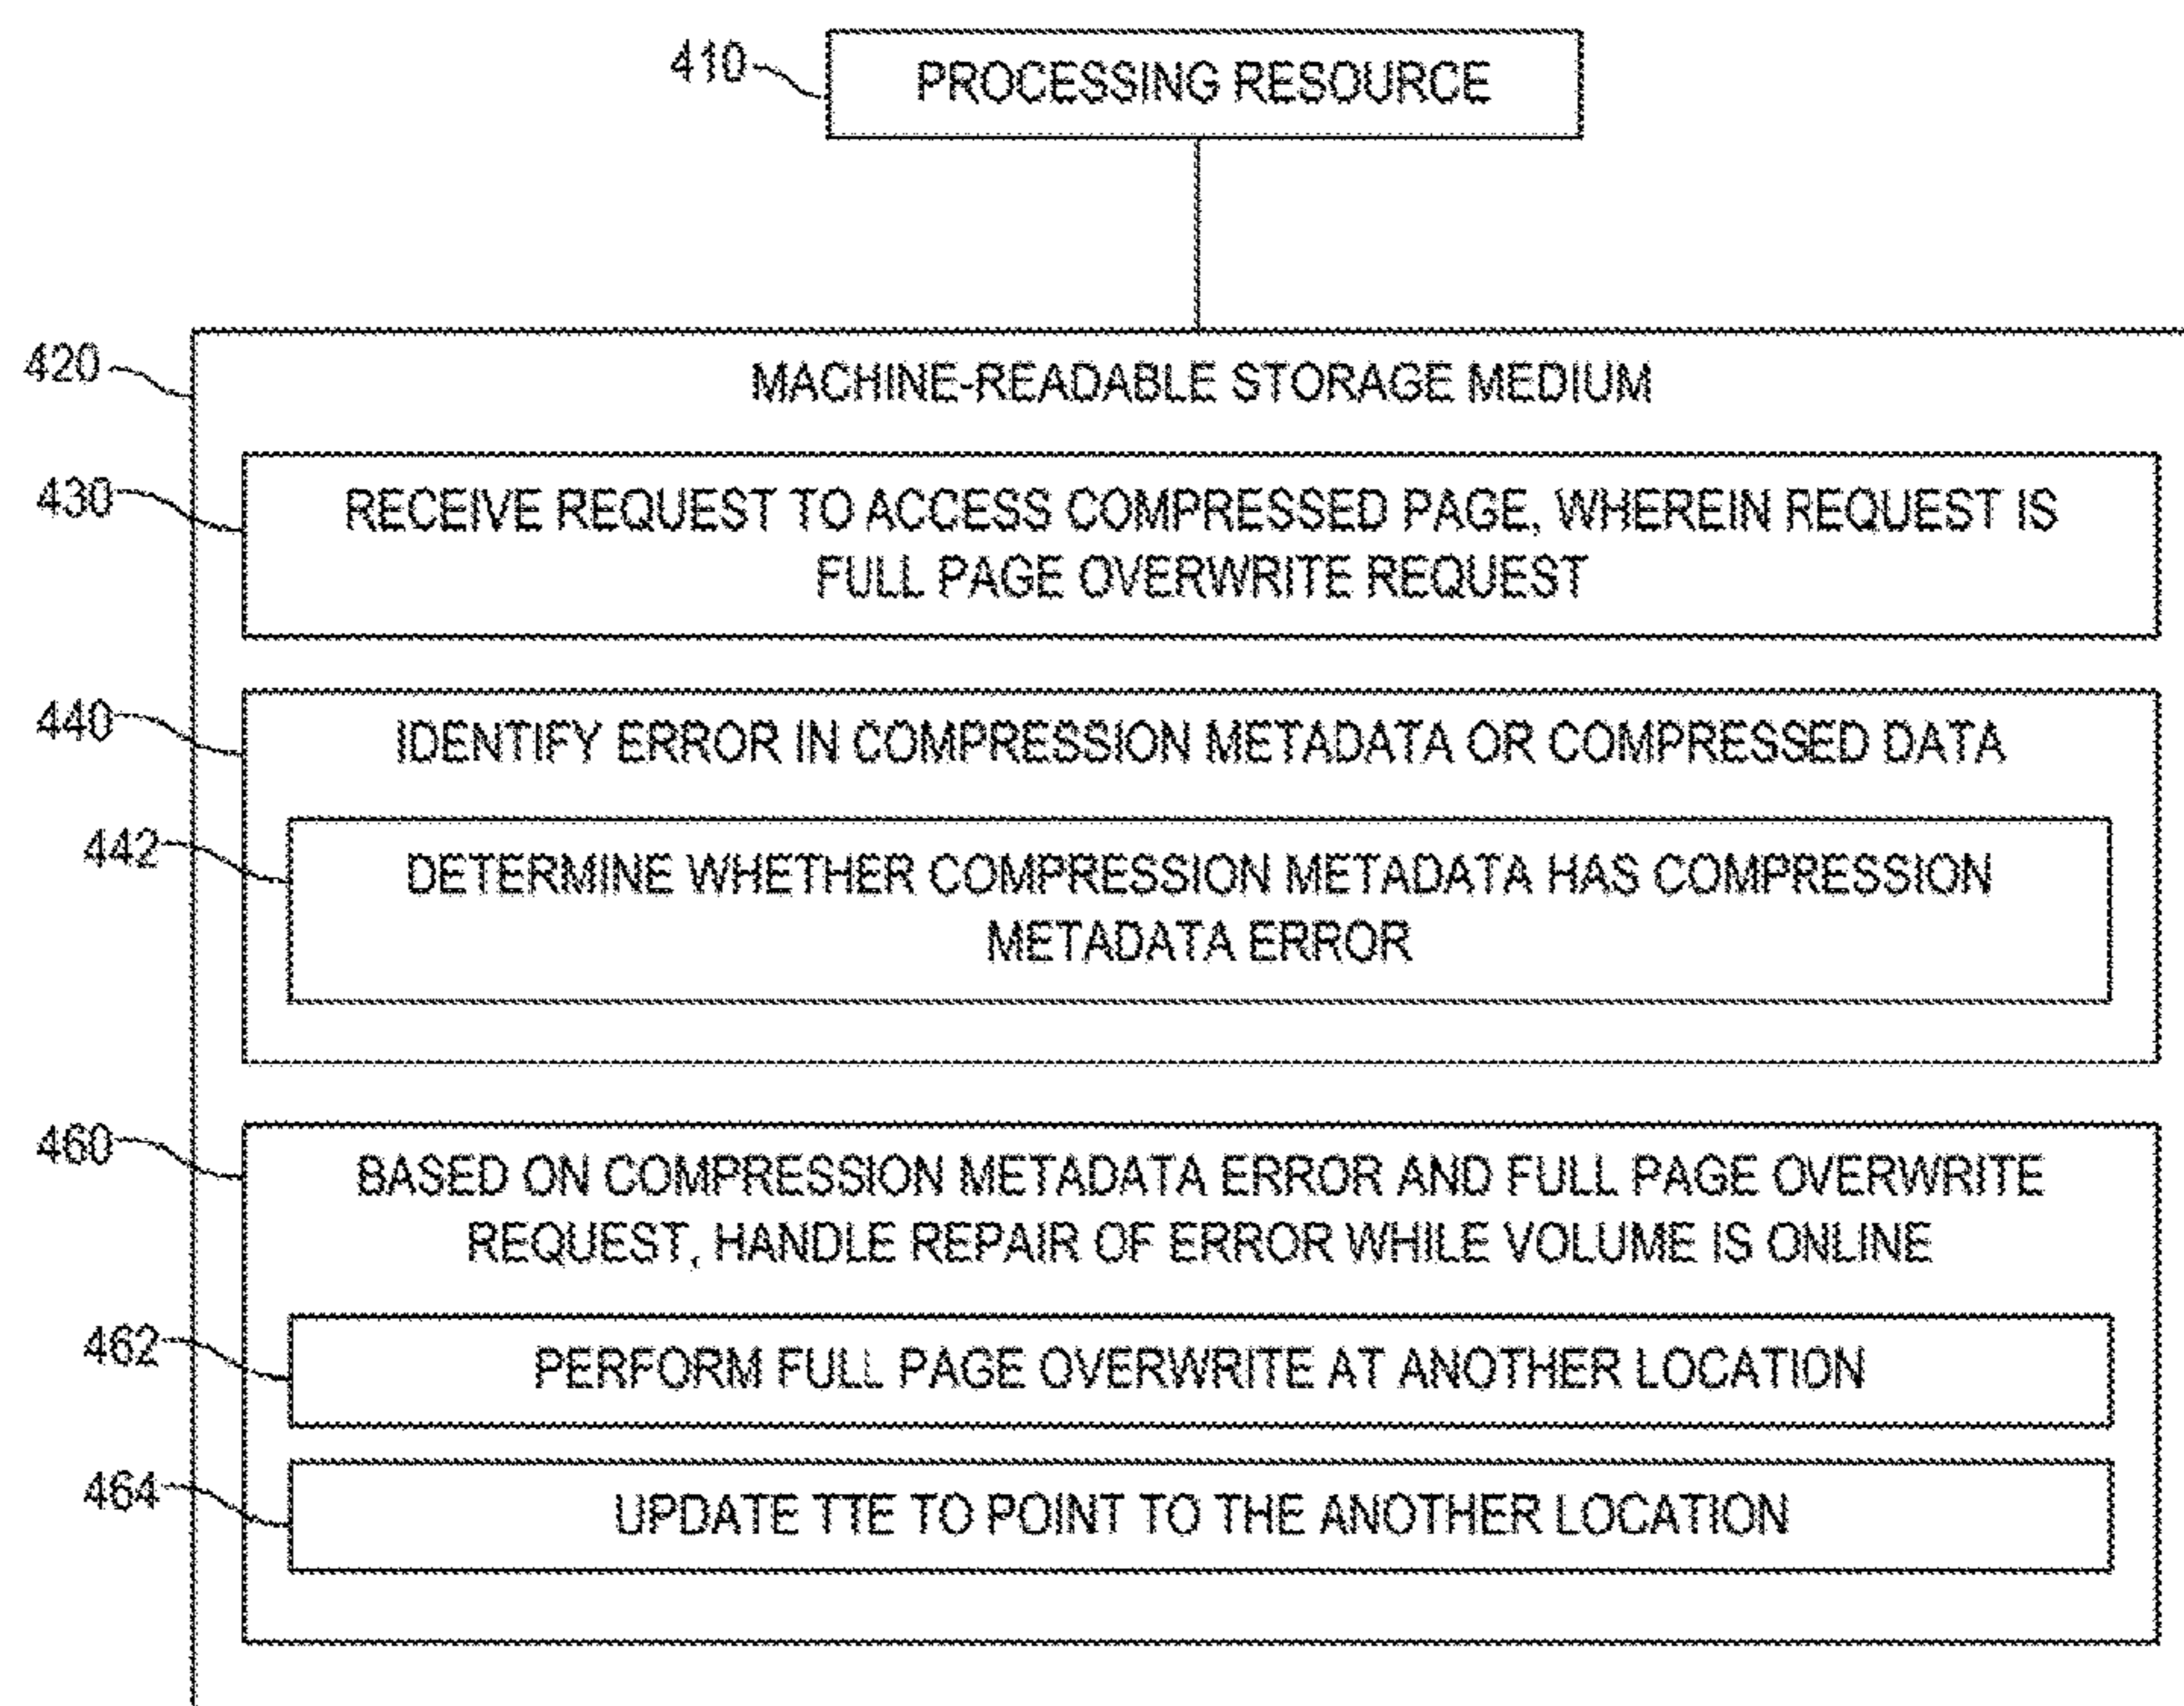 410
PROCESSING RESOURCE
420
MACHINE-READABLE STORAGE MEDIUM
430
RECEIVE REQUEST TO ACCESS COMPRESSED PAGE, WHEREIN REQUEST IS
FULL PAGE OVERWRITE REQUEST
440
IDENTIFY ERROR IN COMPRESSION METADATA OR COMPRESSED DATA
442
DETERMINE WHETHER COMPRESSION METADATA HAS COMPRESSION
METADATA ERROR
460
BASED ON COMPRESSION METADATA ERROR AND FULL PAGE OVERWRITE
REQUEST, HANDLE REPAIR OF ERROR WHILE VOLUME IS ONLINE
462
PERFORM FULL PAGE OVERWRITE AT ANOTHER LOCATION
464
UPDATE TTE TO POINT TO THE ANOTHER LOCATION